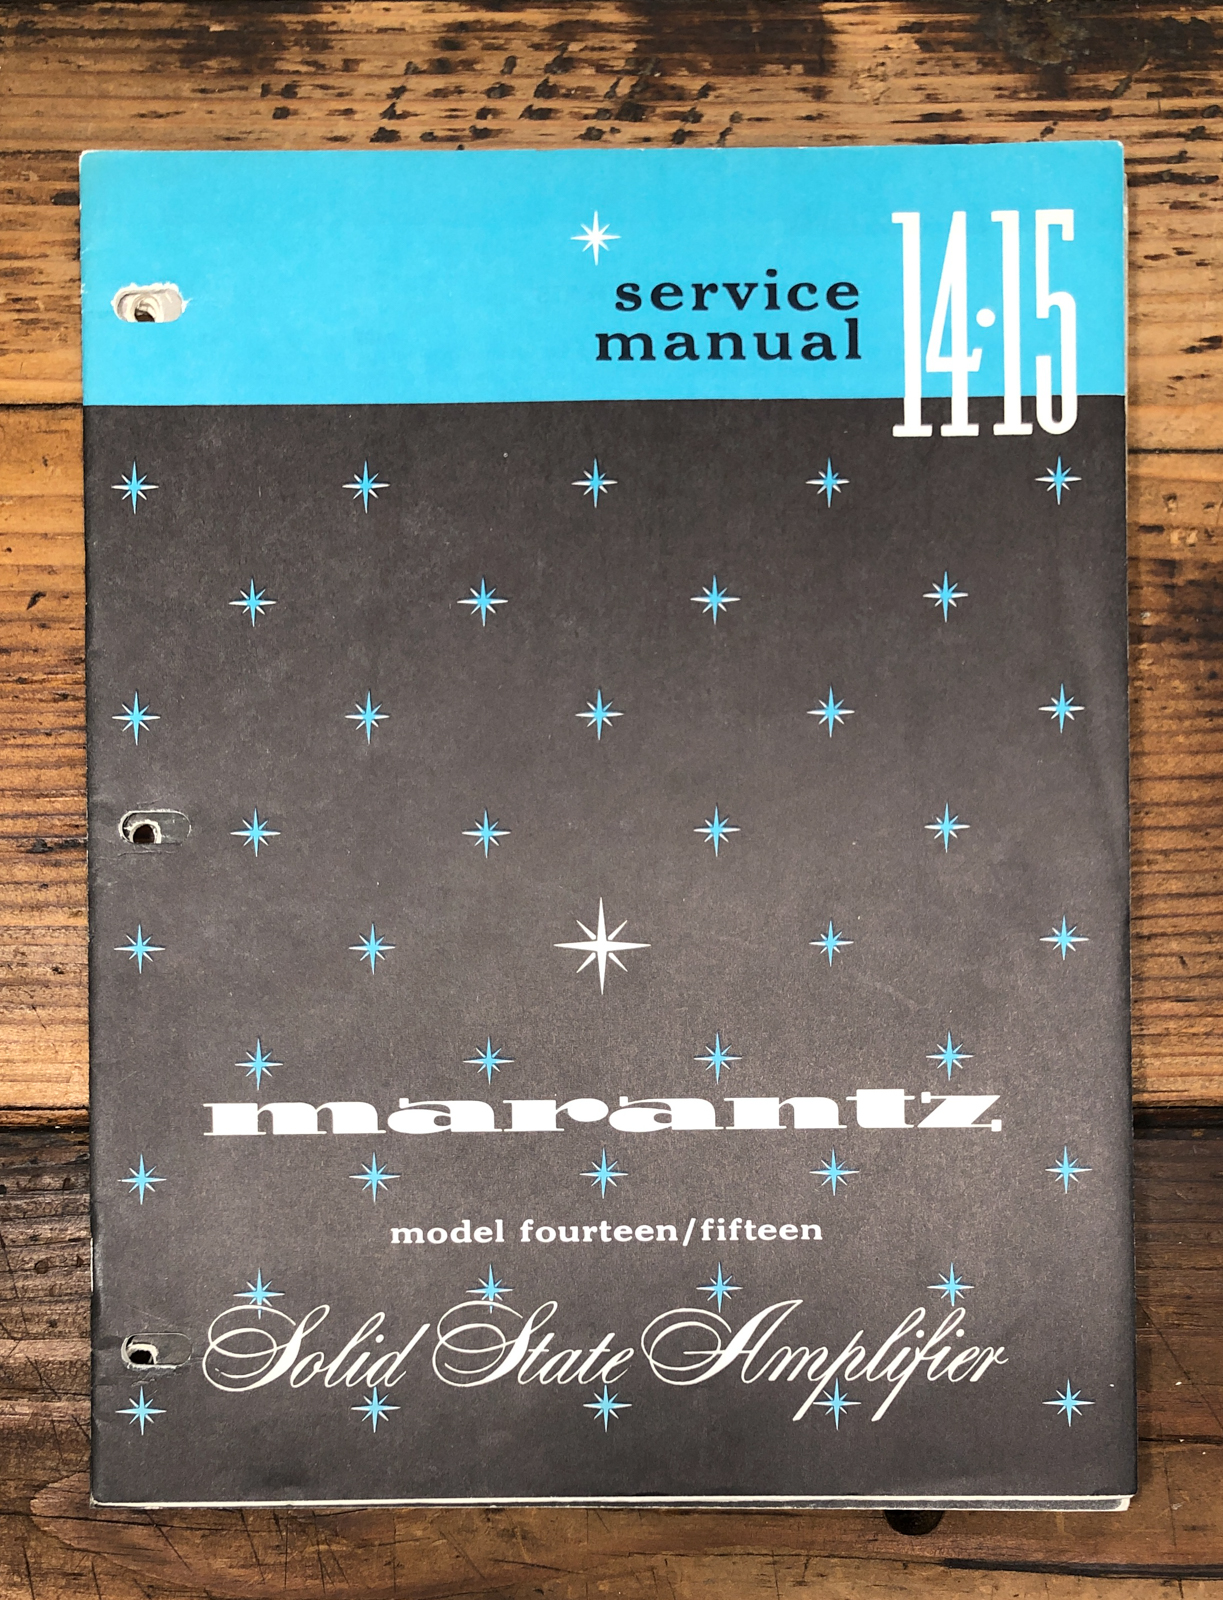 service
manual
14·15
marantz
model fourteen/fifteen
Solid State Amplifier